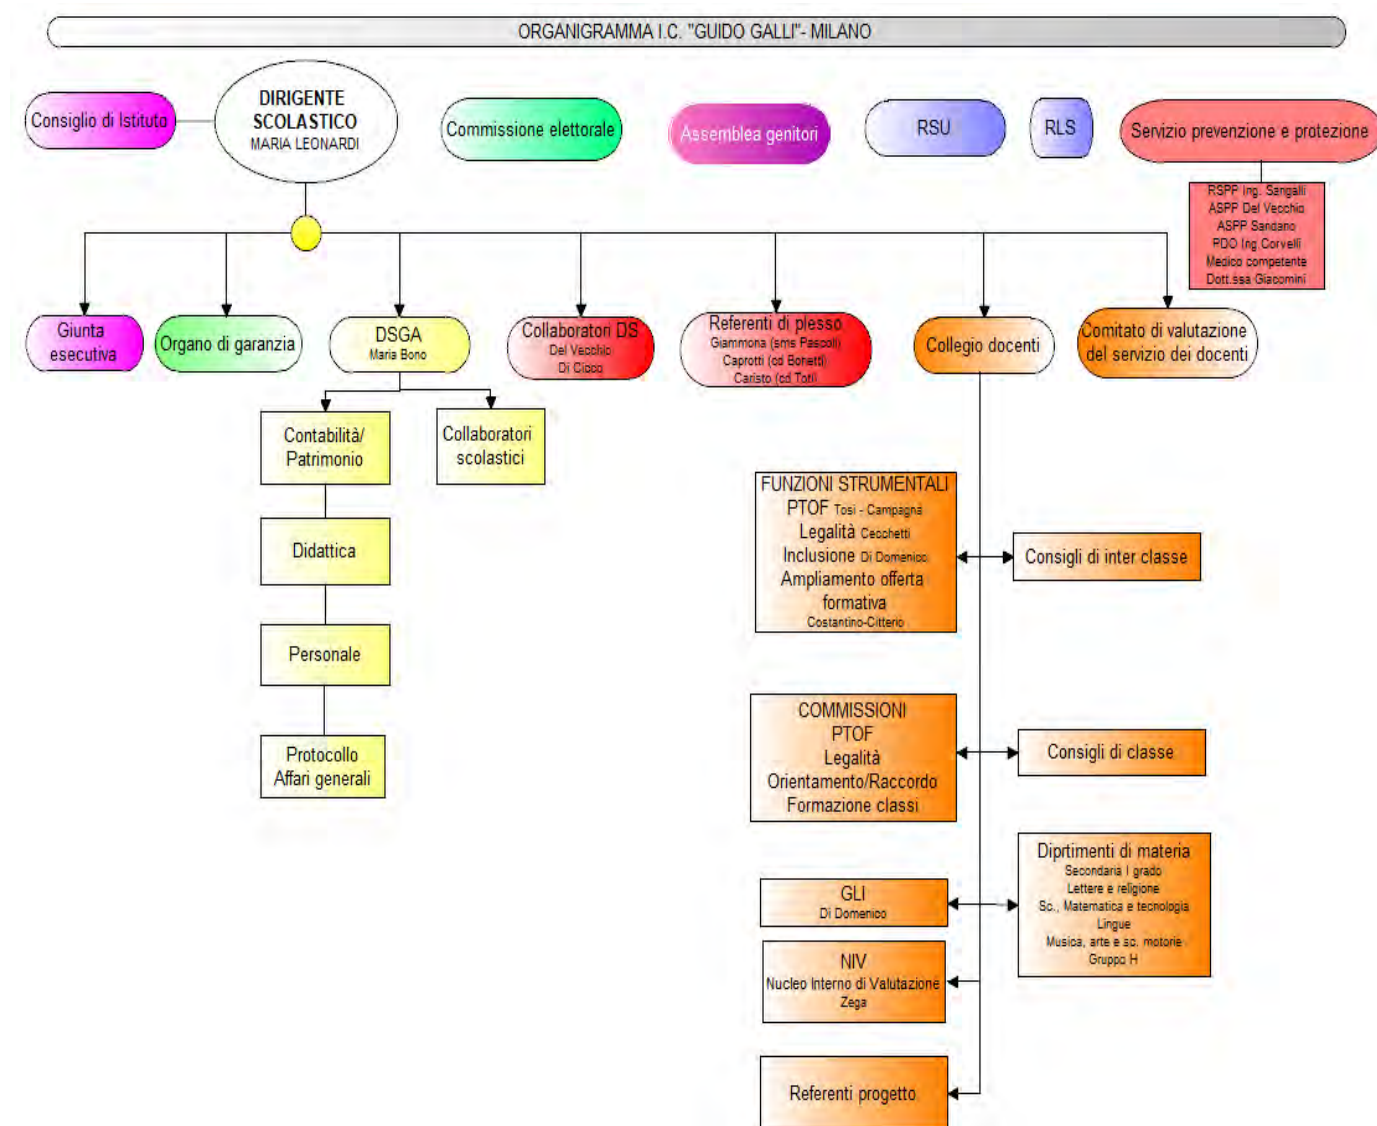 ORGANIGRAMMA I.C. "GUIDO GALLI"- MILANO
Consiglio di Istituto
DIRIGENTE
SCOLASTICO
MARIA LEONARDI
Commissione elettorale
Assemblea genitori
RSU
RLS
Servizio prevenzione e protezione
RSPP Ing. Sangalli
ASPP Del Vecchio
ASPP Sandano
PDO Ing Corvelli
Medico competente
Dott.ssa Giacomini
Giunta
esecutiva
Organo di garanzia
DSGA
Maria Bono
Collaboratori DS
Del Vecchio
Di Cicco
Referenti di plesso
Giammona (sms Pascoli)
Caprotti (cd Bonetti)
Caristo (cd Toti)
Collegio docenti
Comitato di valutazione
del servizio dei docenti
Contabilità/
Patrimonio
Collaboratori
scolastici
Didattica
Personale
Protocollo
Affari generali
FUNZIONI STRUMENTALI
PTOF Tosi - Campagna
Legalità Cecchetti
Inclusione Di Domenico
Ampliamento offerta
formativa
Costantino-Citterio
Consigli di inter classe
COMMISSIONI
PTOF
Legalità
Orientamento/Raccordo
Formazione classi
Consigli di classe
Diprtimenti di materia
Secondaria I grado
Lettere e religione
Sc., Matematica e tecnologia
Lingue
Musica, arte e sc. motorie
Gruppo H
GLI
Di Domenico
NIV
Nucleo Interno di Valutazione
Zega
Referenti progetto